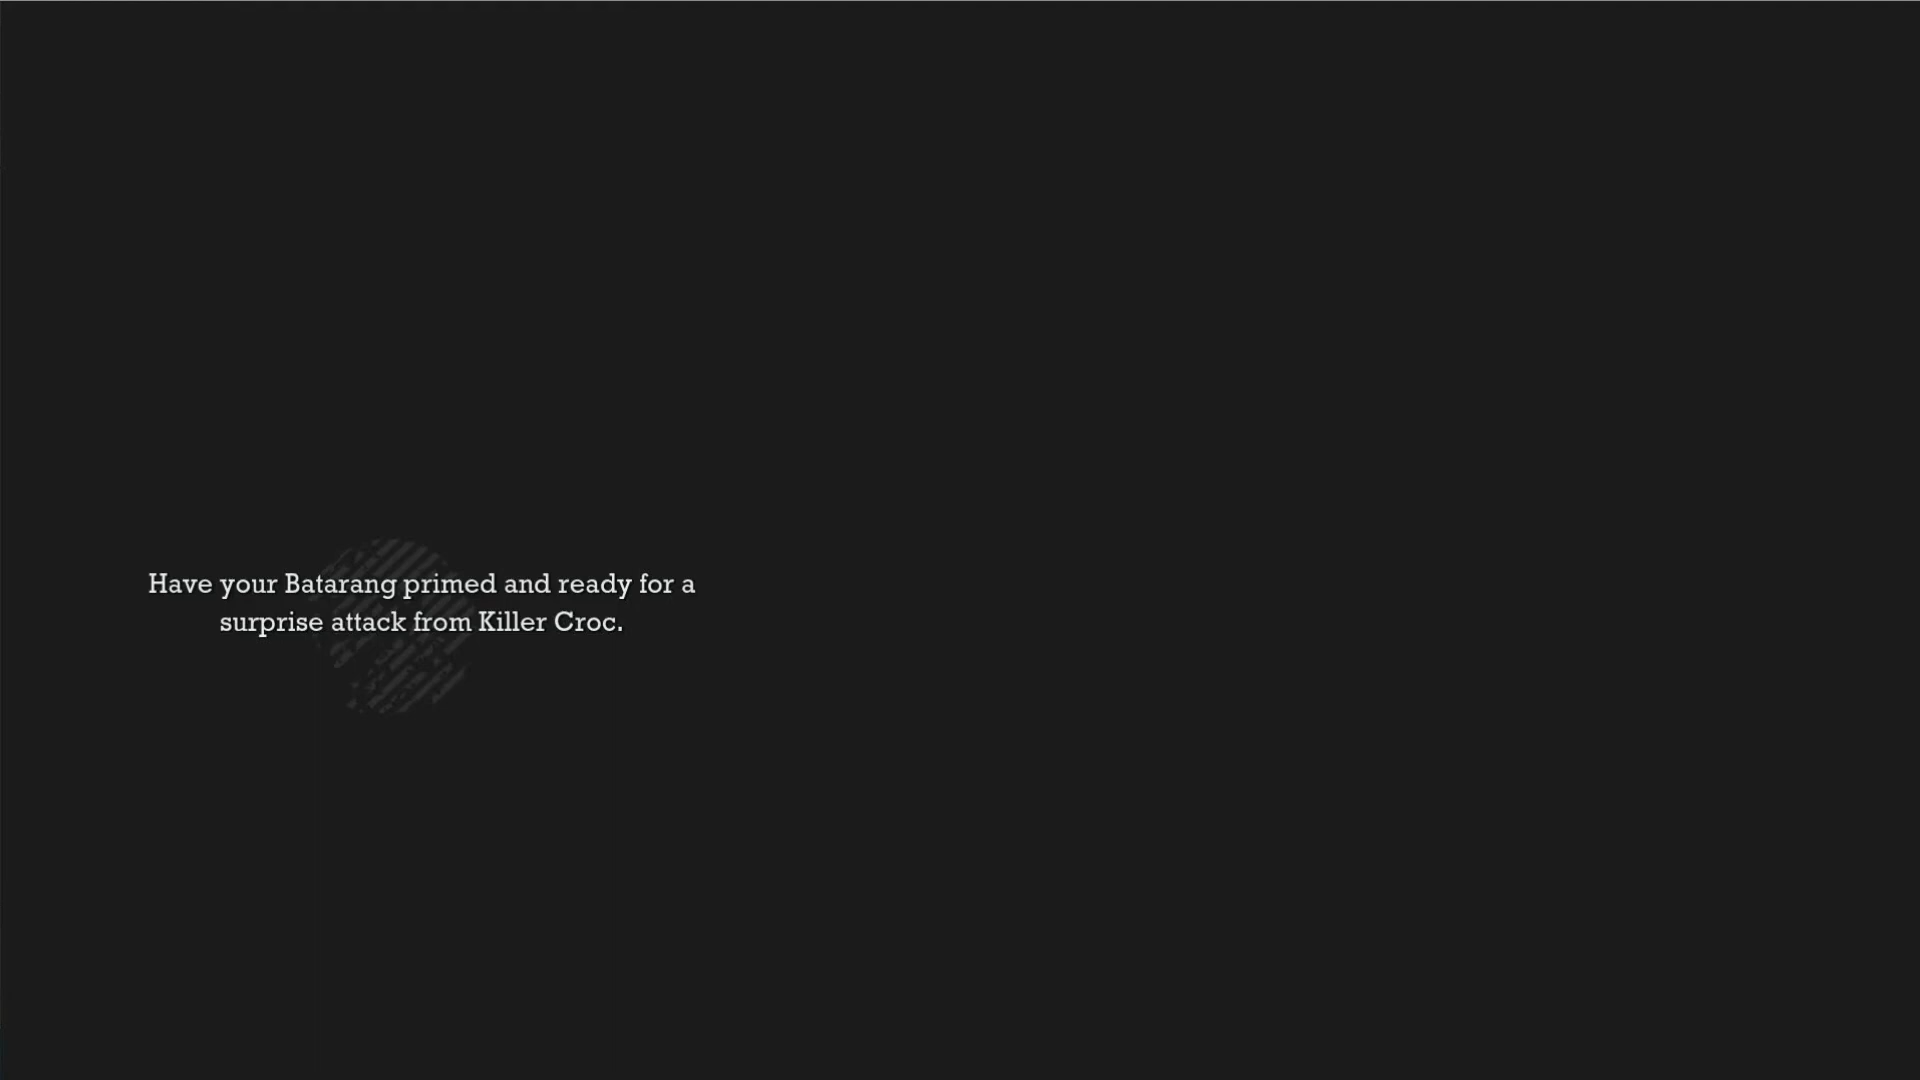 Have your Batarang primed and ready for a
surprise attack from Killer Croc.